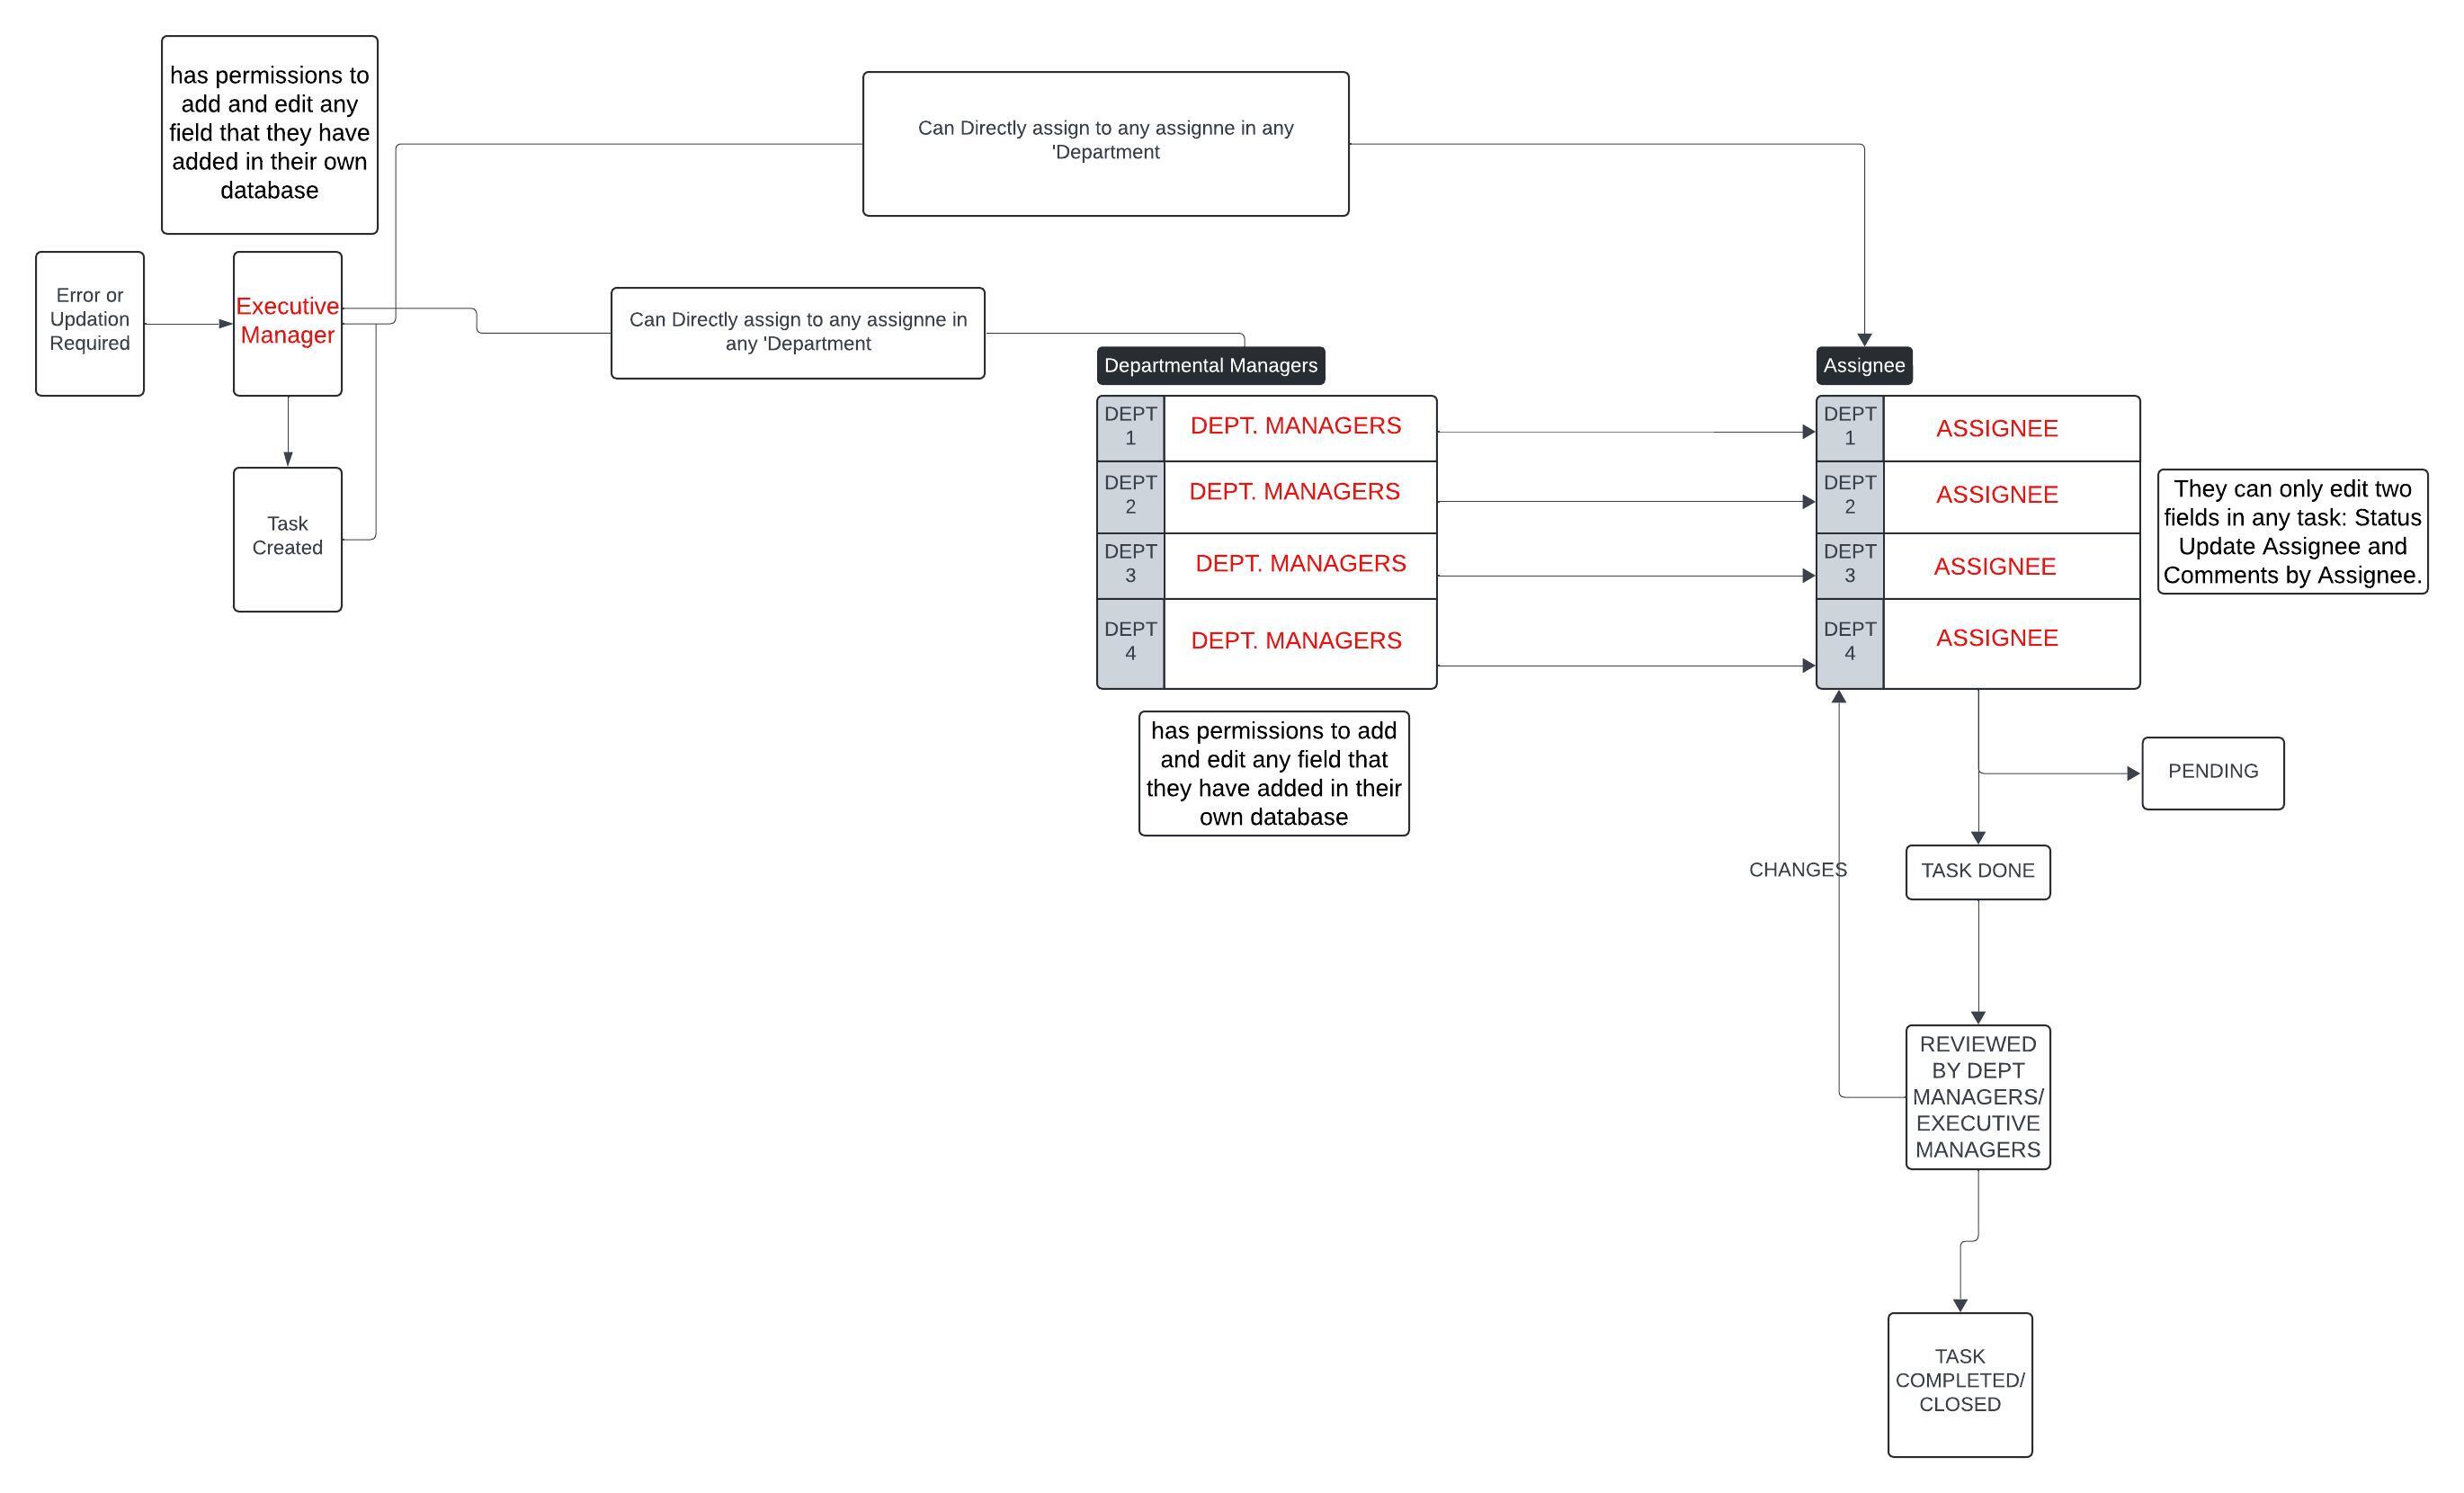 has permissions to
add and edit any
field that they have
added in their own
database
Can Directly assign to any assignne in any
'Department
Error or
Updation
Required
Executive
Manager
Can Directly assign to any assignne in
any 'Department
Departmental Managers
Assignee
DEPT
1
DEPT. MANAGERS
DEPT
1
ASSIGNEE
DEPT
2
DEPT. MANAGERS
DEPT
2
ASSIGNEE
They can only edit two
fields in any task: Status
Update Assignee and
Comments by Assignee.
Task
Created
DEPT
3
DEPT. MANAGERS
DEPT
3
ASSIGNEE
DEPT
4
DEPT. MANAGERS
DEPT
4
ASSIGNEE
has permissions to add
and edit any field that
they have added in their
own database
PENDING
CHANGES
TASK DONE
REVIEWED
BY DEPT
MANAGERS/
EXECUTIVE
MANAGERS
TASK
COMPLETED/
CLOSED